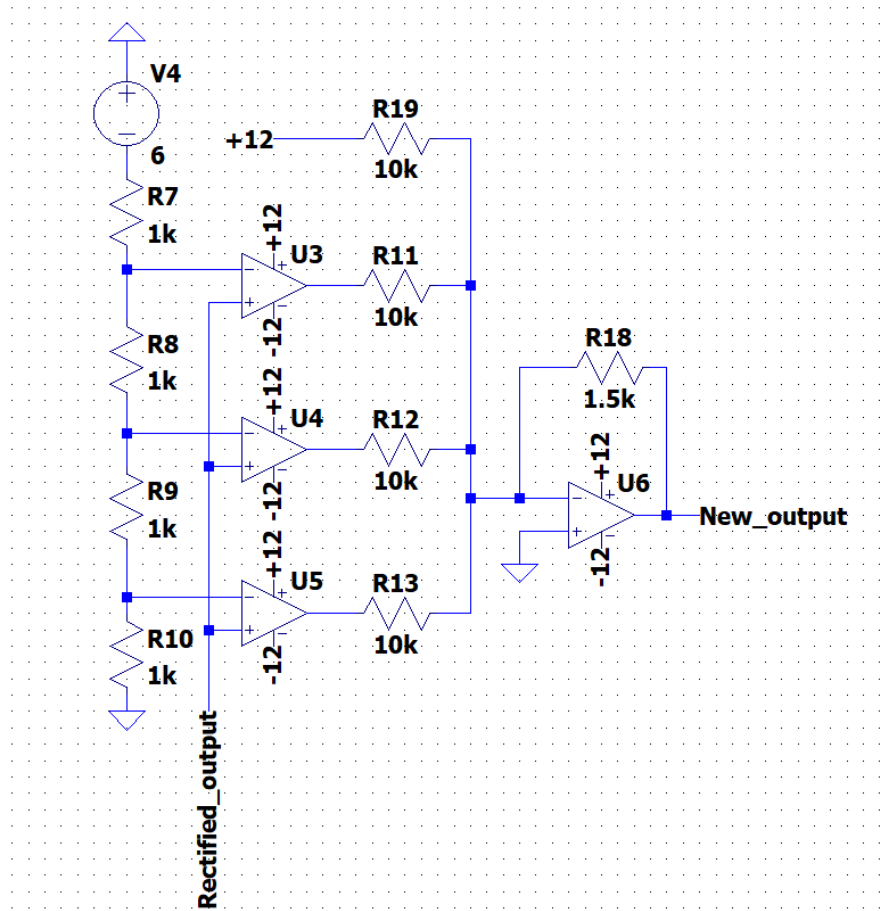 V4
6
R7
1k
+12
R19
10k
+12
U3
-12
R11
10k
R8
1k
+12
U4
-12
R12
10k
R18
1.5k
R9
1k
+12
U5
-12
R13
10k
+12
U6
-12
New_output
R10
1k
Rectified_output